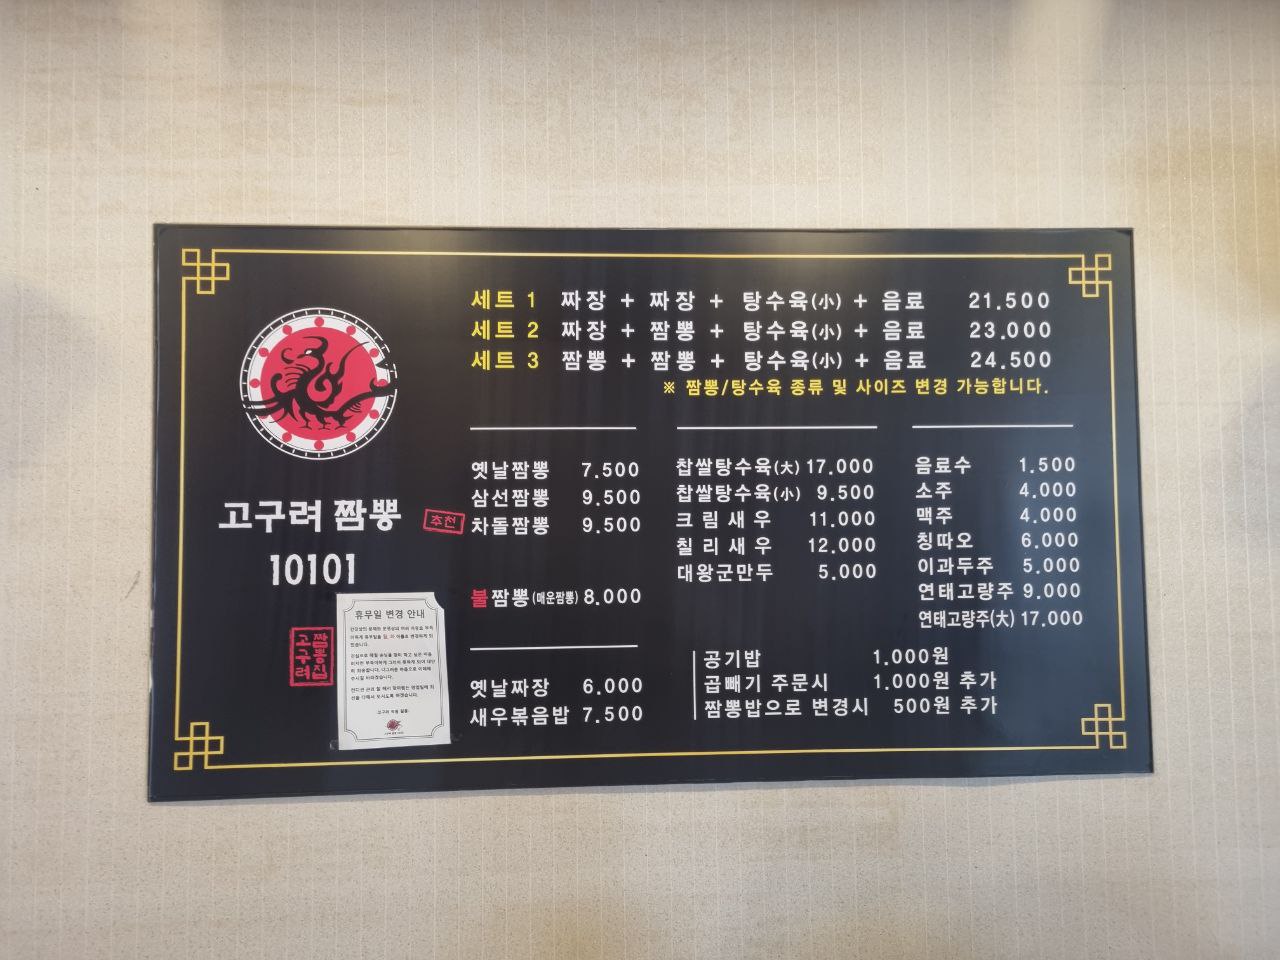 세트 1 짜장 + 짜장 + 탕수육(小) + 음료 21.500
세트 2 짜장 + 짬뽕 + 탕수육(小) + 음료 23.000
세트 3 짬뽕 + 짬뽕 + 탕수육(小) + 음료 24.500
※ 짬뽕/탕수육 종류 및 사이즈 변경 가능합니다.
고구려 짬뽕
10101
고구려
짬뽕집
휴무일 변경 안내
옛날짬뽕 7.500
삼선짬뽕 9.500
추천 차돌짬뽕 9.500
불짬뽕(매운짬뽕) 8.000
옛날짜장 6.000
새우볶음밥 7.500
찹쌀탕수육(大) 17.000
찹쌀탕수육(小) 9.500
크림새우 11.000
칠리새우 12.000
대왕군만두 5.000
음료수 1.500
소주 4.000
맥주 4.000
칭따오 6.000
이과두주 5.000
연태고량주 9.000
연태고량주(大) 17.000
공기밥 1.000원
곱빼기 주문시 1.000원 추가
짬뽕밥으로 변경시 500원 추가